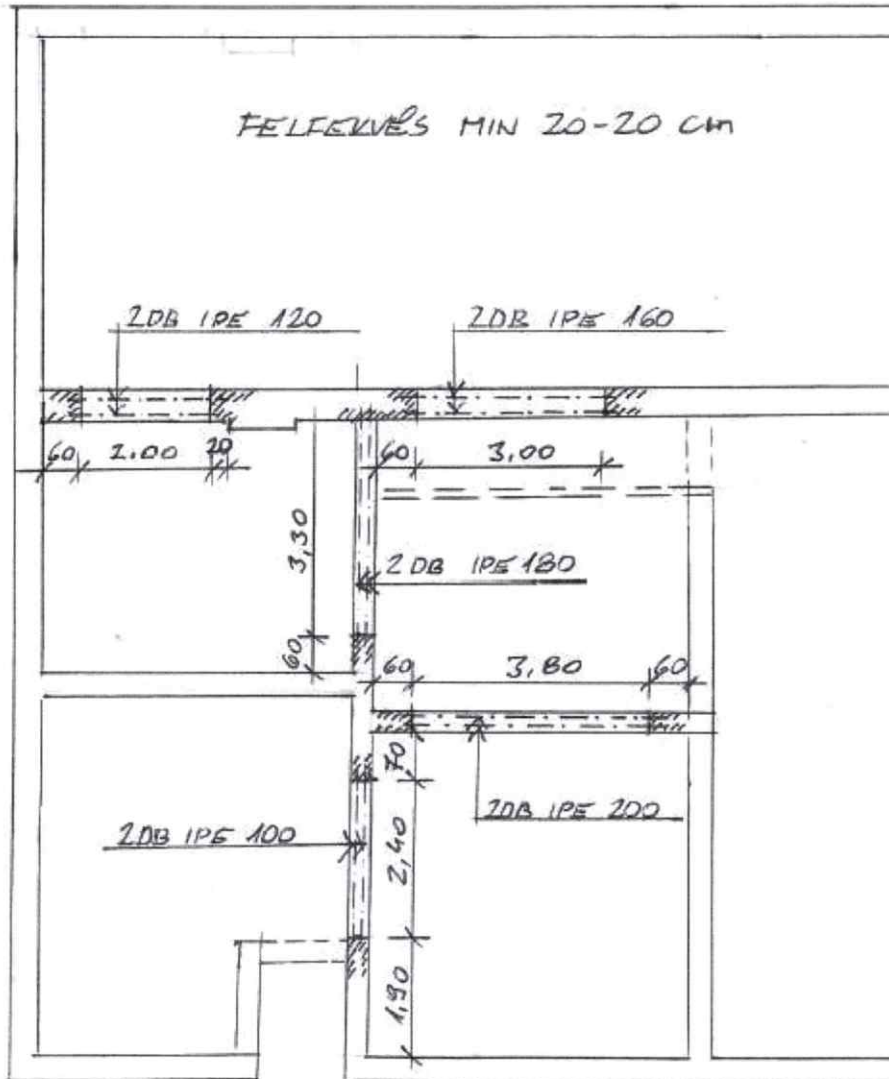 FELFEKVÉS MIN 20-20 cm
2DB IPE 120
2DB IPE 160
60 2.00 20
60 3,00
3,30
2 DB IPE 180
60
60 3,80 60
70
2DB IPE 100
2DB IPE 200
2,40
1,90